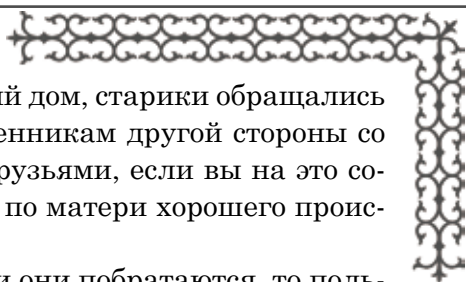 ий дом, старики обращались
енникам другой стороны со
рузьями, если вы на это со-
по матери хорошего проис-
и они побратаются, то поль-